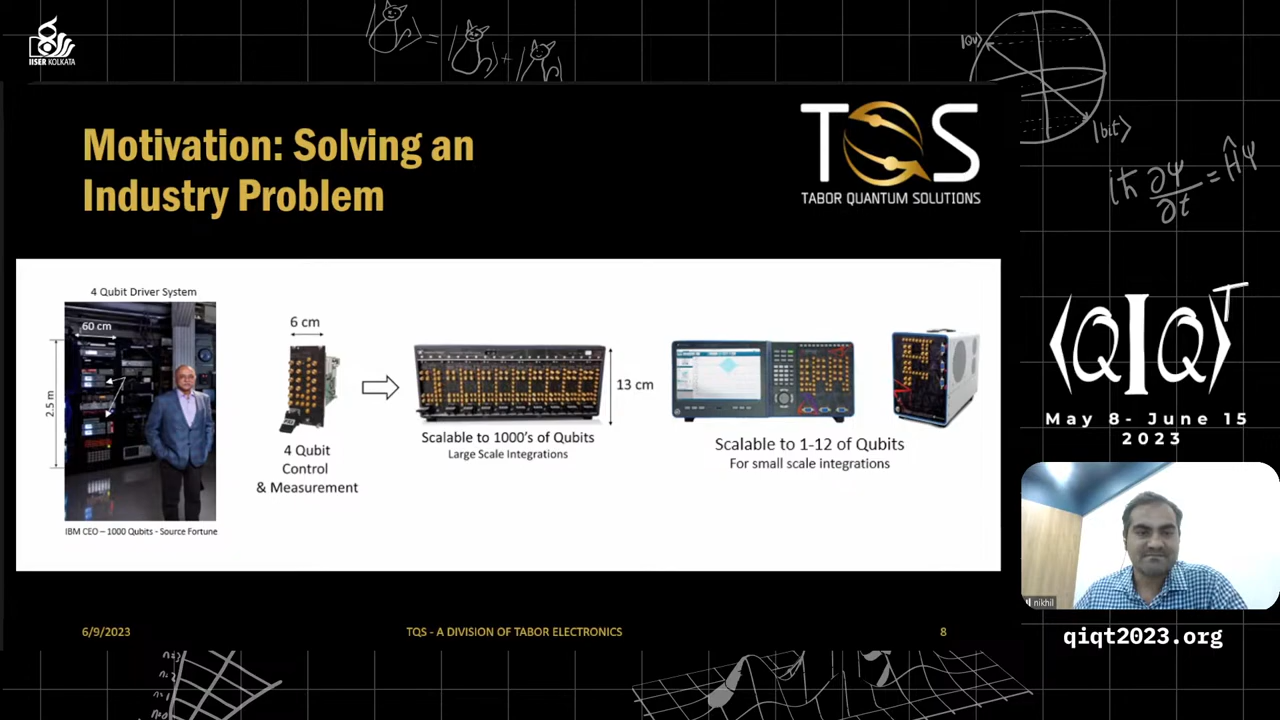 IISER KOLKATA
Motivation: Solving an
Industry Problem
TQS
TABOR QUANTUM SOLUTIONS
4 Qubit Driver System
60 cm
2.5 m
IBM CEO – 1000 Qubits - Source Fortune
6 cm
4 Qubit
Control
& Measurement
13 cm
Scalable to 1000's of Qubits
Large Scale Integrations
Scalable to 1-12 of Qubits
For small scale integrations
6/9/2023
TQS - A DIVISION OF TABOR ELECTRONICS
8
|bit⟩
iħ ∂ψ/∂t = Ĥψ
⟨QIQ⟩T
May 8- June 15
2023
nikhil
qiqt2023.org
n=2
n=1
n=0